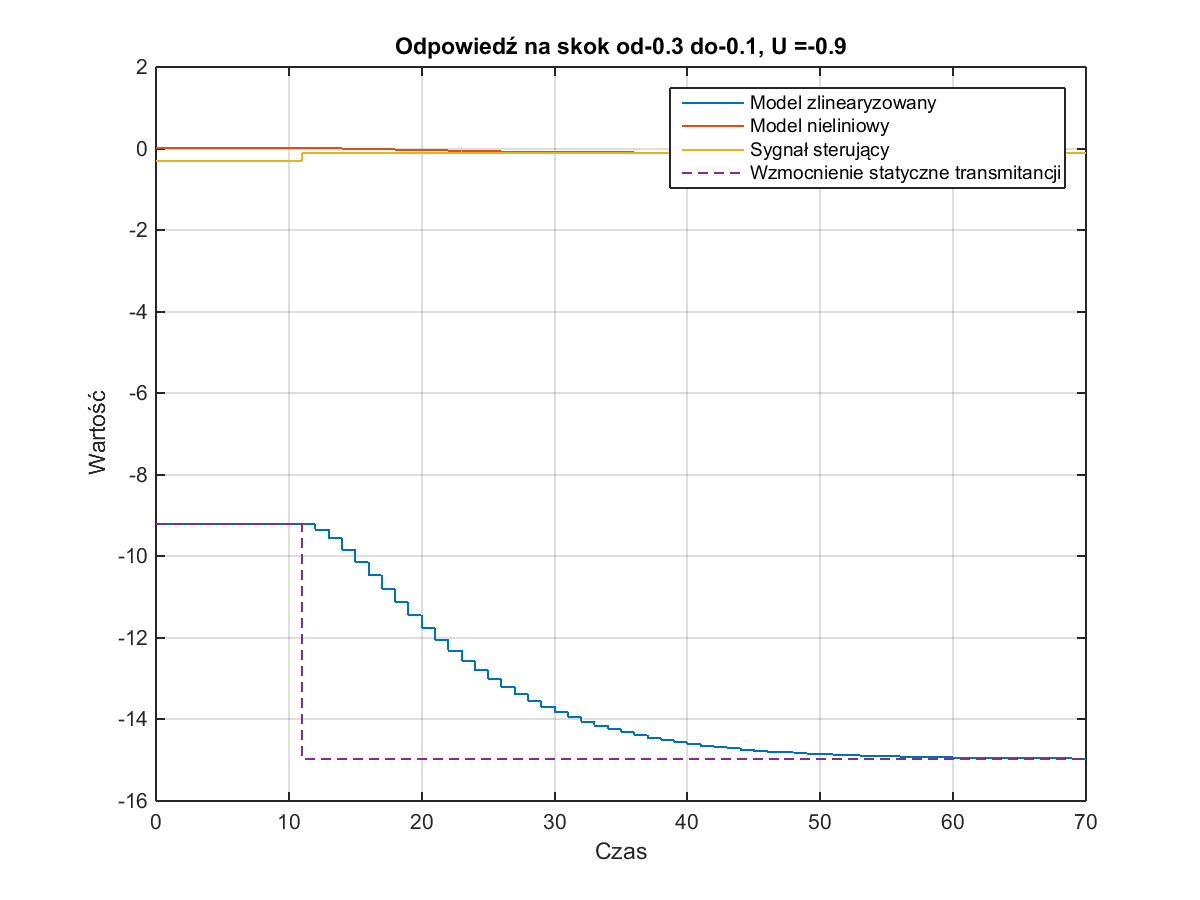 Odpowiedź na skok od-0.3 do-0.1, U =-0.9
Model zlinearyzowany
Model nieliniowy
Sygnał sterujący
Wzmocnienie statyczne transmitancji
2
0
-2
-4
-6
-8
-10
-12
-14
-16
Wartość
0 10 20 30 40 50 60 70
Czas